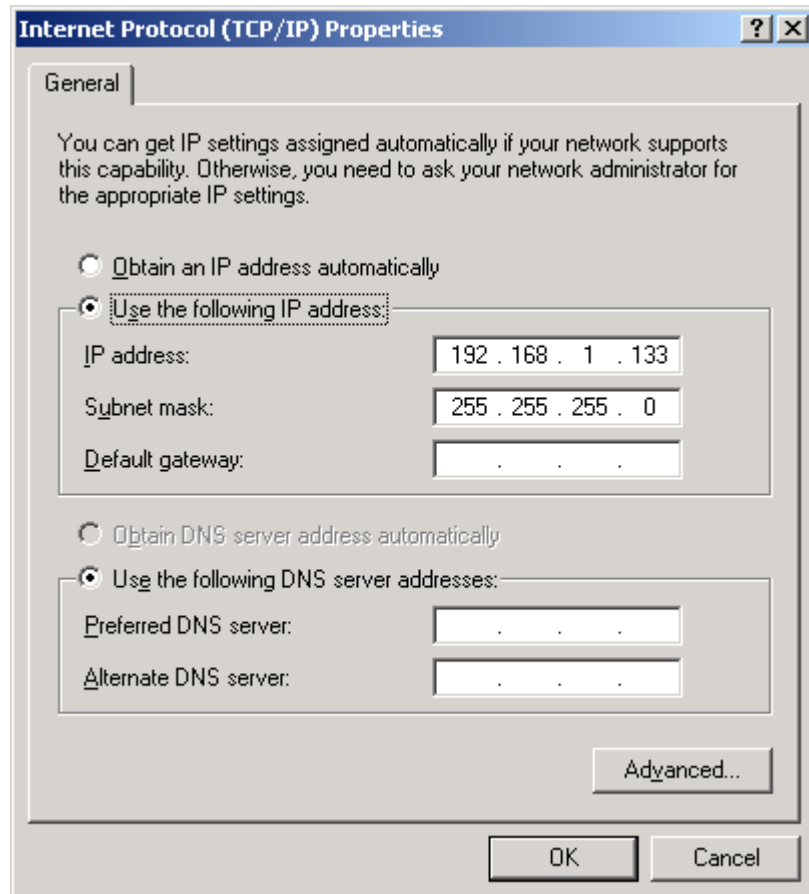 Internet Protocol (TCP/IP) Properties
General
You can get IP settings assigned automatically if your network supports
this capability. Otherwise, you need to ask your network administrator for
the appropriate IP settings.
Obtain an IP address automatically
Use the following IP address:
IP address: 192 . 168 . 1 . 133
Subnet mask: 255 . 255 . 255 . 0
Default gateway: . . .
Obtain DNS server address automatically
Use the following DNS server addresses:
Preferred DNS server: . . .
Alternate DNS server: . . .
Advanced...
OK Cancel